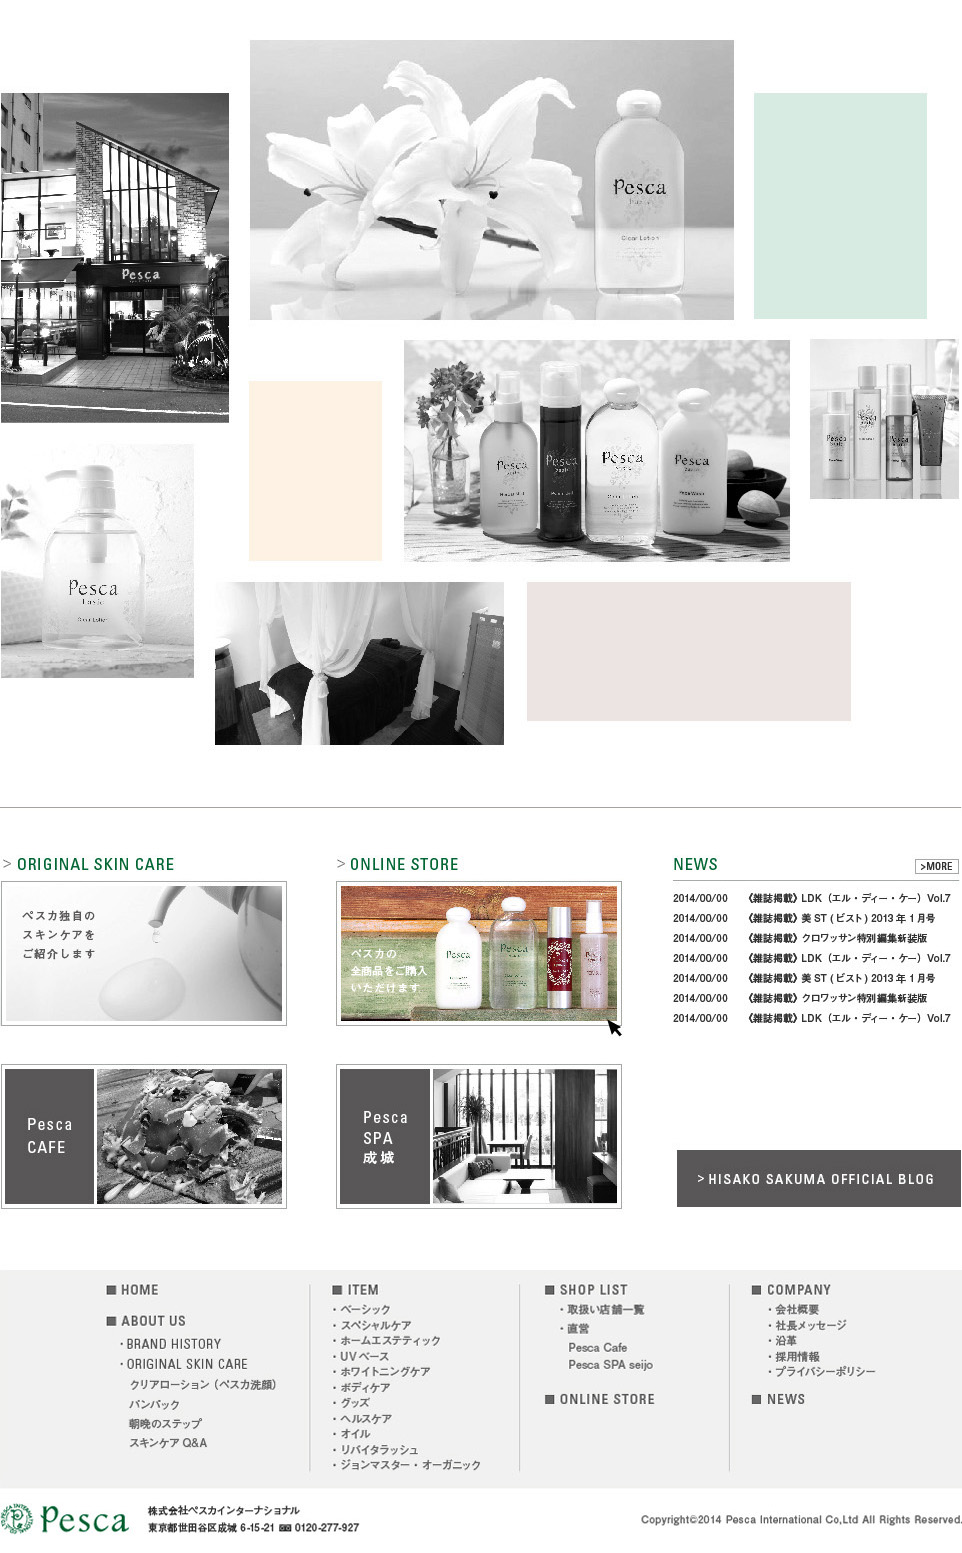 Pesca
Pesca
basic
Clear Lotion
Pesca
basic
Pesca
basic
Pesca
basic
Clear Lotion
Pesca
basic
Face Wash
Pesca
basic
Clear Lotion
> ORIGINAL SKIN CARE
ペスカ独自の
スキンケアを
ご紹介します
> ONLINE STORE
ペスカの
全商品をご購入
いただけます
NEWS
>MORE
2014/00/00 《雑誌掲載》LDK（エル・ディー・ケー）Vol.7
2014/00/00 《雑誌掲載》美 ST ( ビスト ) 2013 年 1 月号
2014/00/00 《雑誌掲載》クロワッサン特別編集新装版
2014/00/00 《雑誌掲載》LDK（エル・ディー・ケー）Vol.7
2014/00/00 《雑誌掲載》美 ST ( ビスト ) 2013 年 1 月号
2014/00/00 《雑誌掲載》クロワッサン特別編集新装版
2014/00/00 《雑誌掲載》LDK（エル・ディー・ケー）Vol.7
Pesca
CAFE
Pesca
SPA
成城
> HISAKO SAKUMA OFFICIAL BLOG
■ HOME
■ ABOUT US
・BRAND HISTORY
・ORIGINAL SKIN CARE
クリアローション（ペスカ洗顔）
パンパック
朝晩のステップ
スキンケア Q&A
■ ITEM
・ベーシック
・スペシャルケア
・ホームエステティック
・UV ベース
・ホワイトニングケア
・ボディケア
・グッズ
・ヘルスケア
・オイル
・リバイタラッシュ
・ジョンマスター・オーガニック
■ SHOP LIST
・取扱い店舗一覧
・直営
Pesca Cafe
Pesca SPA seijo
■ ONLINE STORE
■ COMPANY
・会社概要
・社長メッセージ
・沿革
・採用情報
・プライバシーポリシー
■ NEWS
Pesca
株式会社ペスカインターナショナル
東京都世田谷区成城 6-15-21 0120-277-927
Copyright©2014 Pesca International Co,Ltd All Rights Reserved.